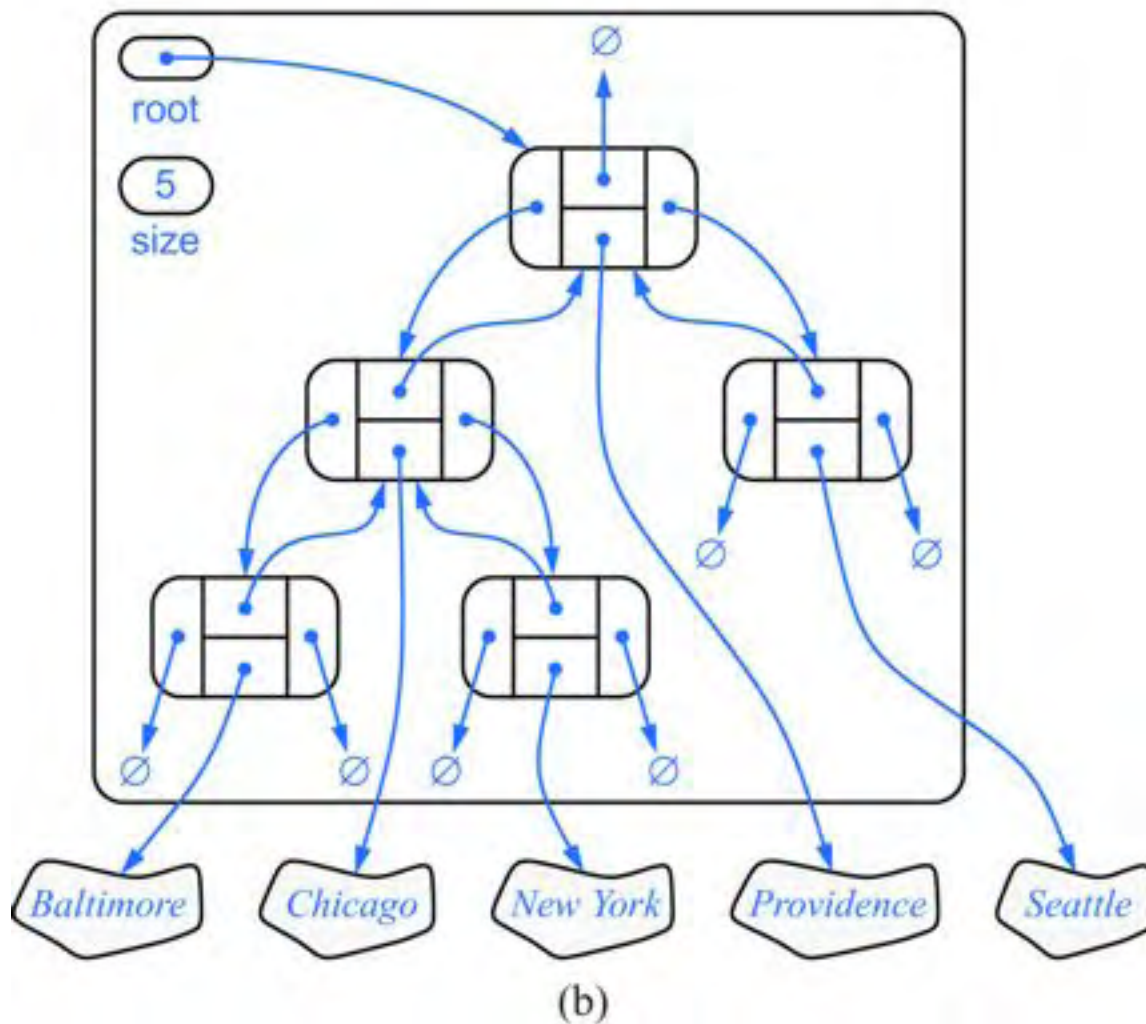 ∅
root
5
size
∅ ∅
∅ ∅ ∅ ∅
Baltimore Chicago New York Providence Seattle
(b)